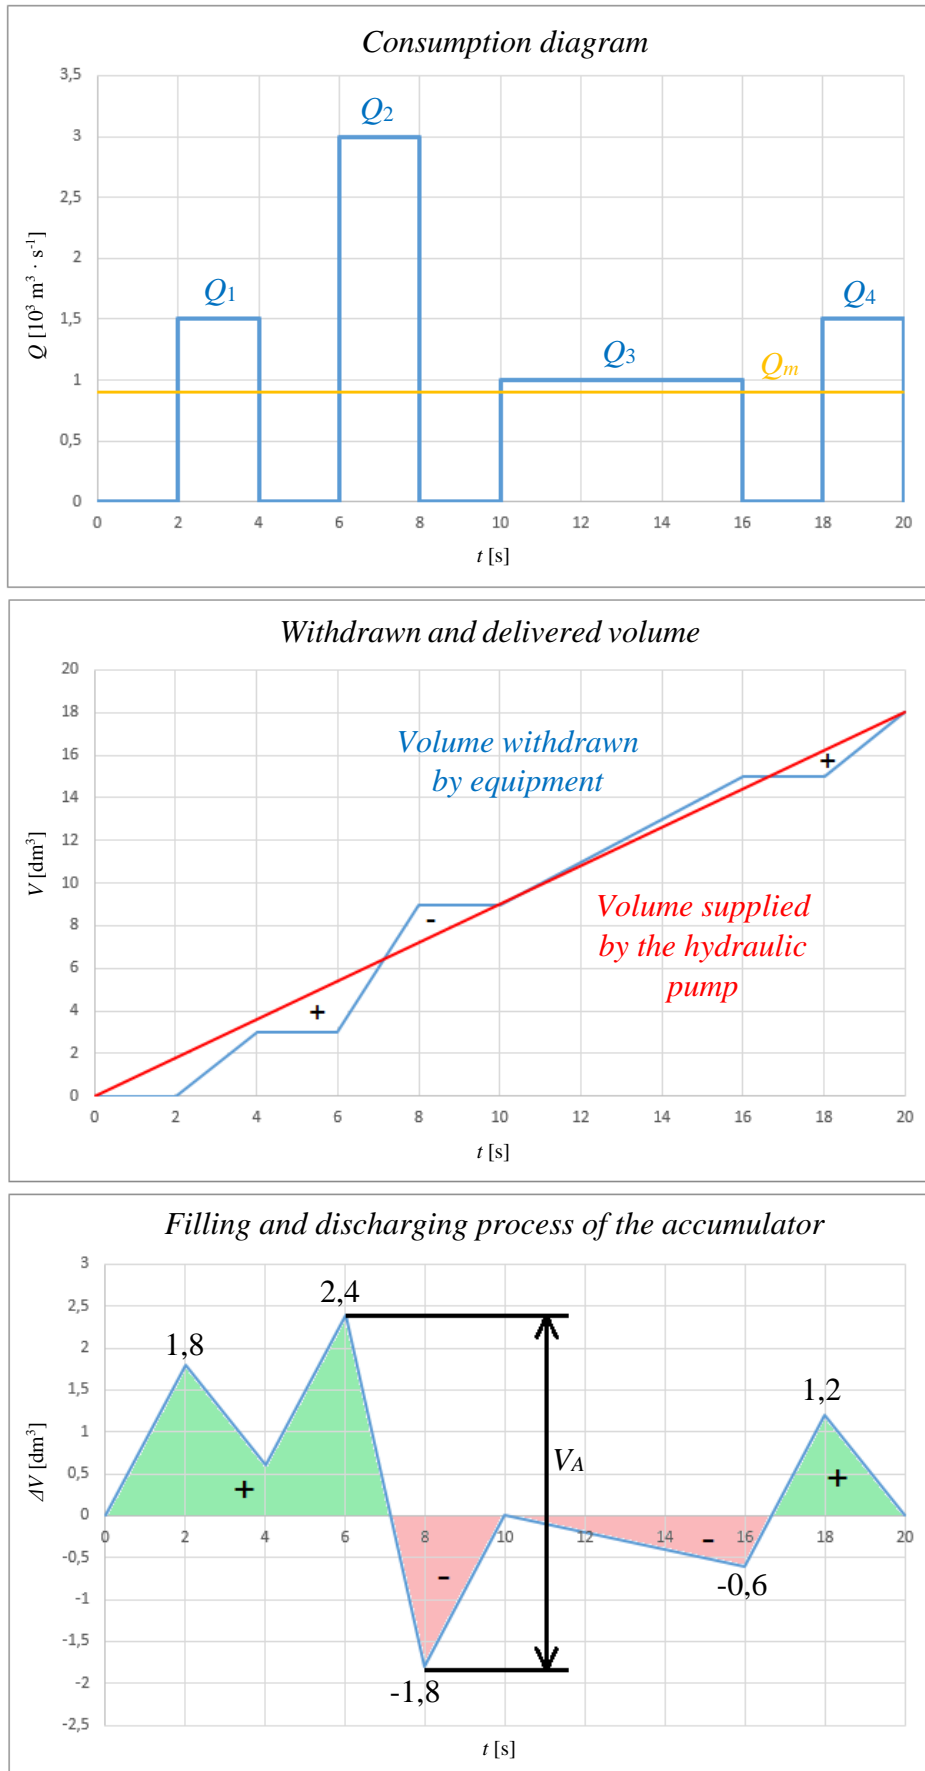 Consumption diagram
3,5
3
2,5
2
1,5
1
0,5
0
Q [10³ m³ · s⁻¹]
Q1
Q2
Q3
Qm
Q4
0 2 4 6 8 10 12 14 16 18 20
t [s]
Withdrawn and delivered volume
20
18
16
14
12
10
8
6
4
2
0
V [dm³]
Volume withdrawn
by equipment
+
-
+
Volume supplied
by the hydraulic
pump
0 2 4 6 8 10 12 14 16 18 20
t [s]
Filling and discharging process of the accumulator
3
2,5
2
1,5
1
0,5
0
-0,5
-1
-1,5
-2
-2,5
ΔV [dm³]
2,4
1,8
1,2
VA
+
+
0 2 4 6 8 10 12 14 16 18 20
-
-
-0,6
-1,8
t [s]